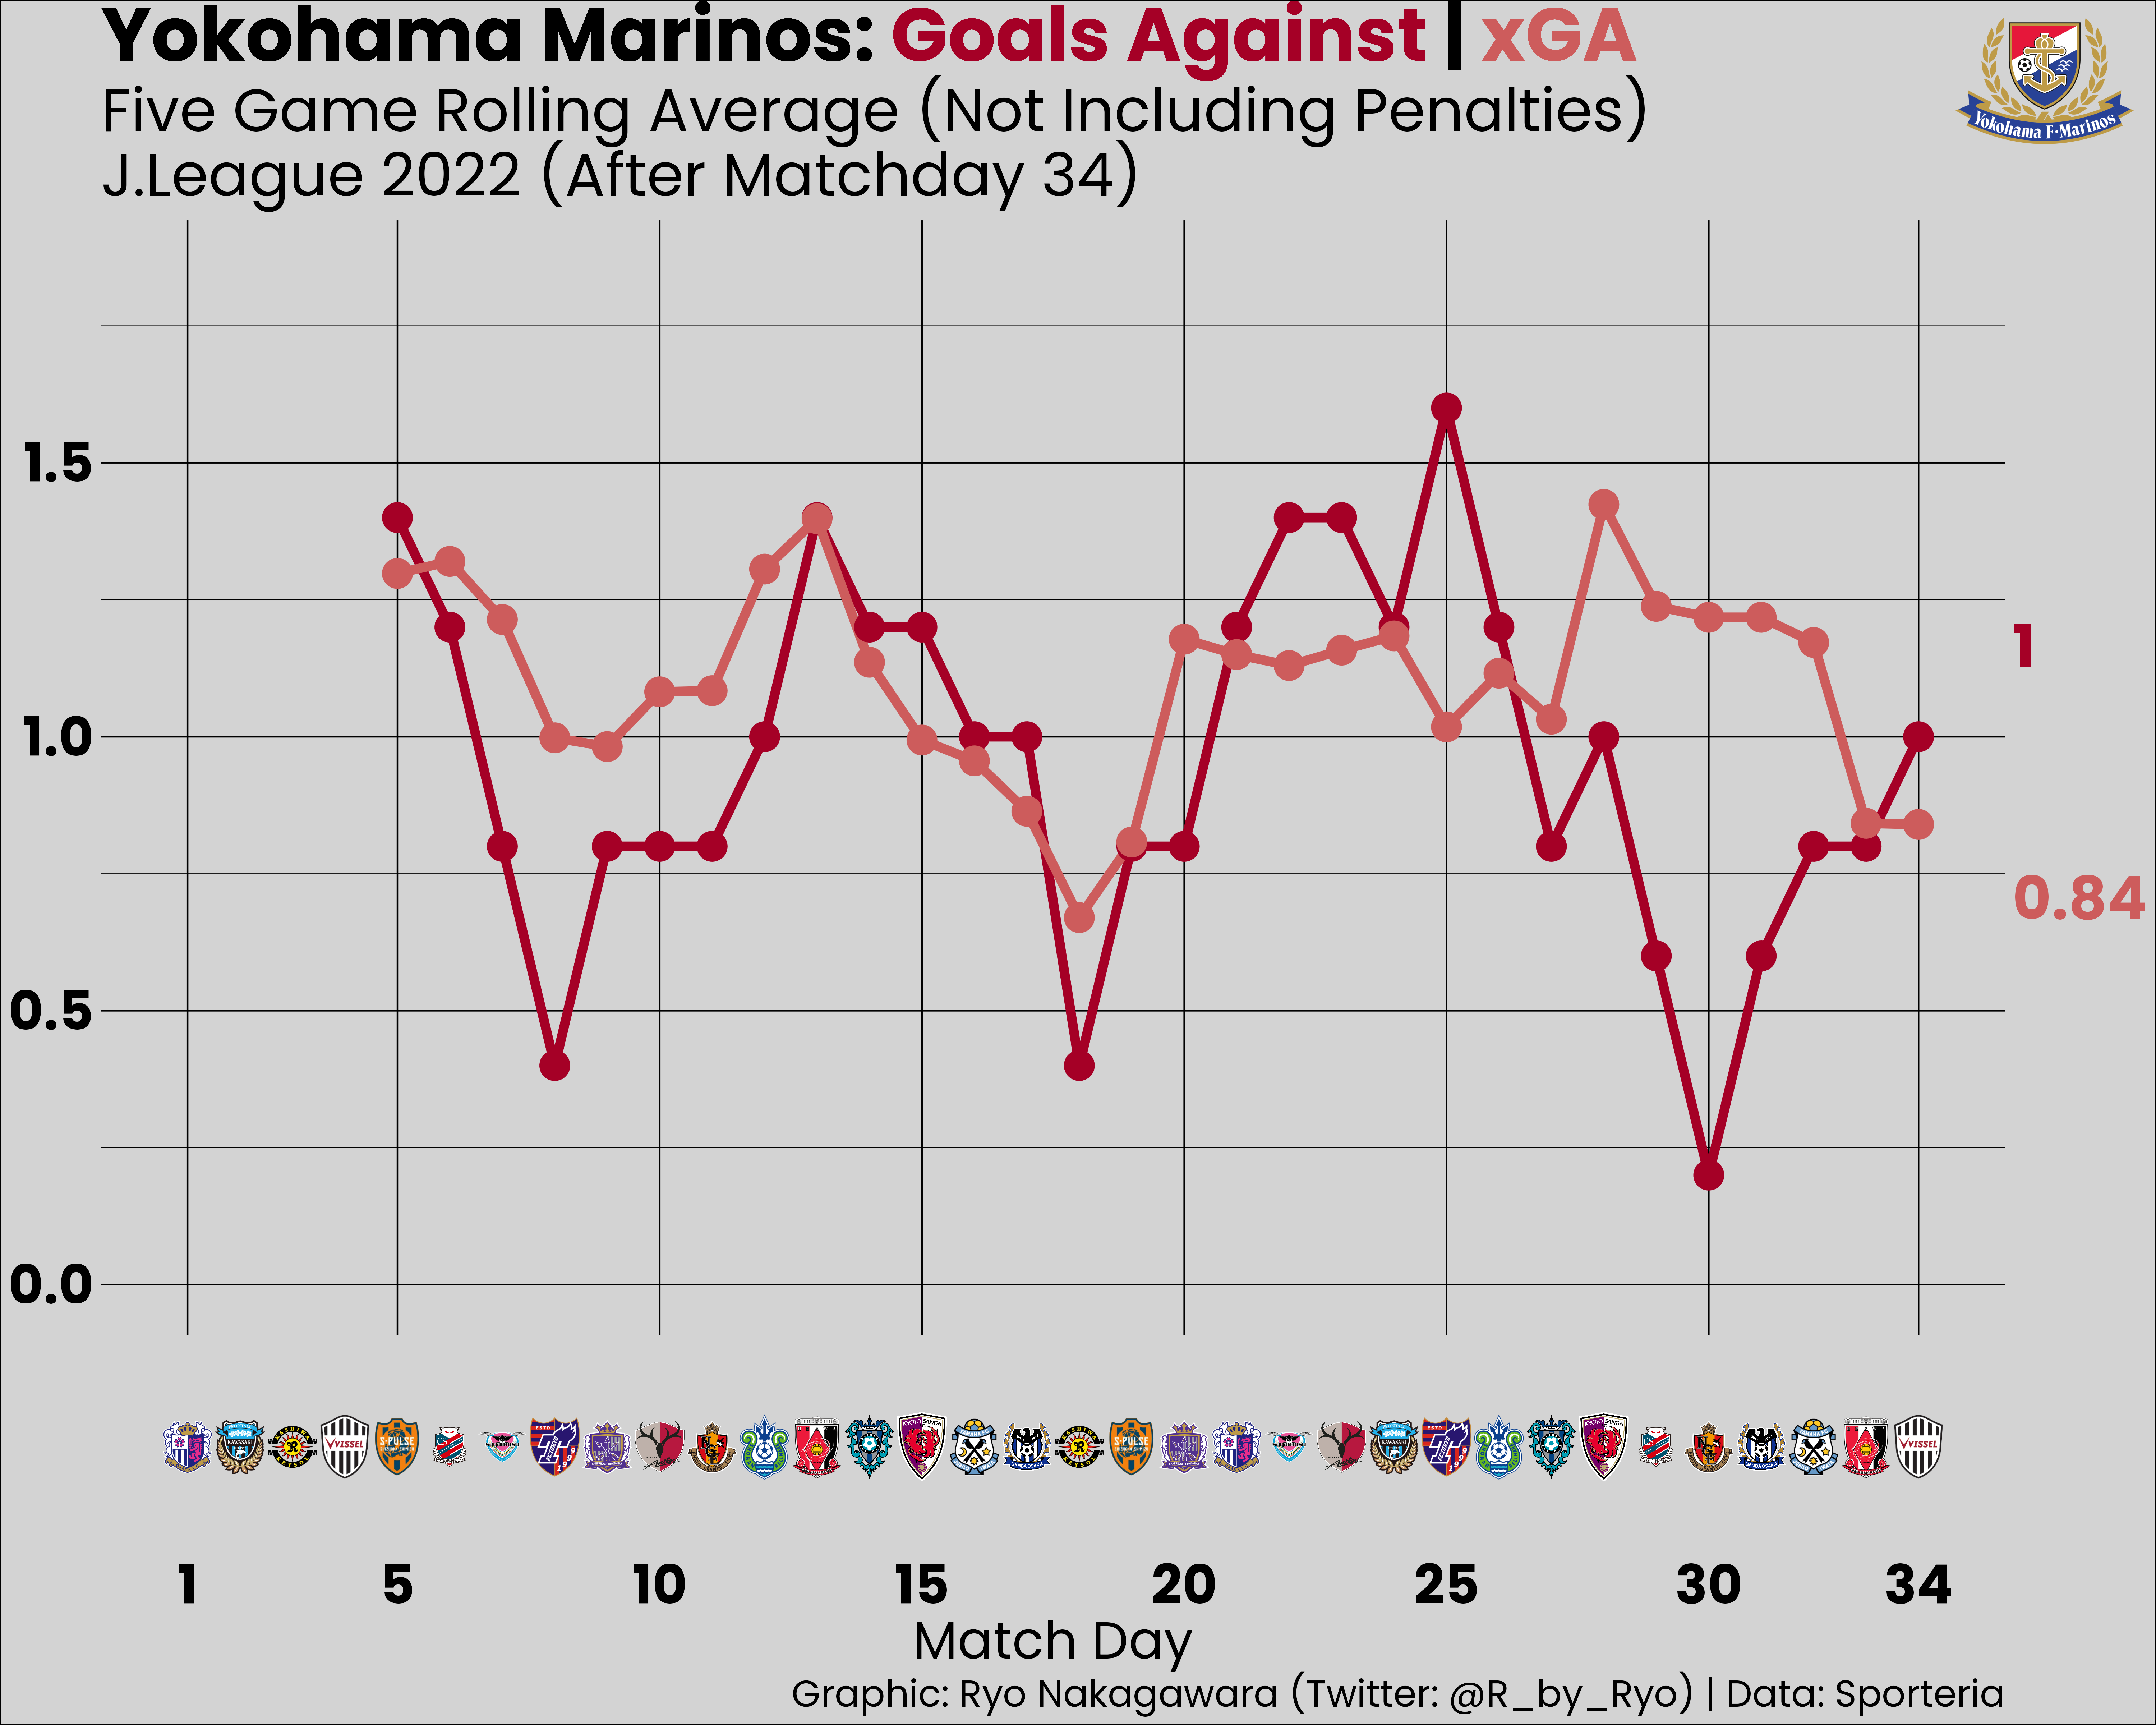 Yokohama Marinos: Goals Against | xGA
Five Game Rolling Average (Not Including Penalties)
J.League 2022 (After Matchday 34)
Yokohama F·Marinos
1.5
1.0
0.5
0.0
1
0.84
1 5 10 15 20 25 30 34
Match Day
Graphic: Ryo Nakagawara (Twitter: @R_by_Ryo) | Data: Sporteria